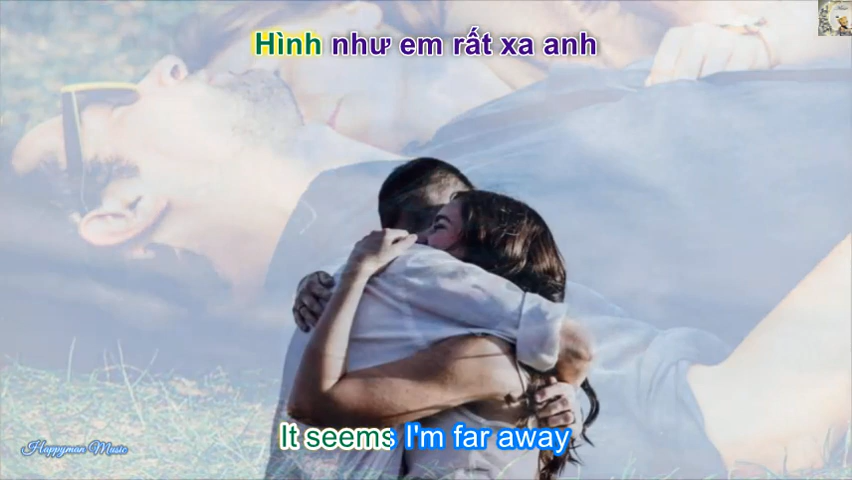 Hình như em rất xa anh
It seems I'm far away
Happyman Music